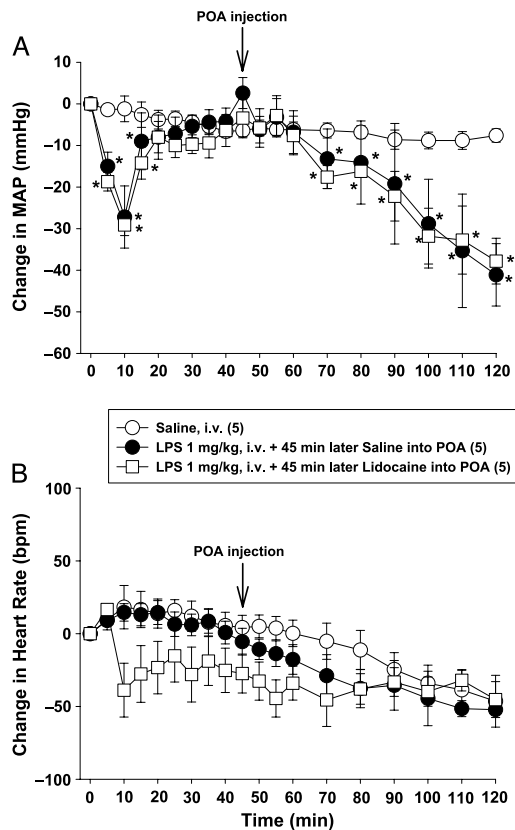 POA injection
A
10
0
–10
–20
–30
–40
–50
–60
Change in MAP (mmHg)
* * * * * * * * * * * * * * * * *
0 10 20 30 40 50 60 70 80 90 100 110 120
Saline, i.v. (5)
LPS 1 mg/kg, i.v. + 45 min later Saline into POA (5)
LPS 1 mg/kg, i.v. + 45 min later Lidocaine into POA (5)
B
100
50
0
–50
–100
Change in Heart Rate (bpm)
POA injection
0 10 20 30 40 50 60 70 80 90 100 110 120
Time (min)